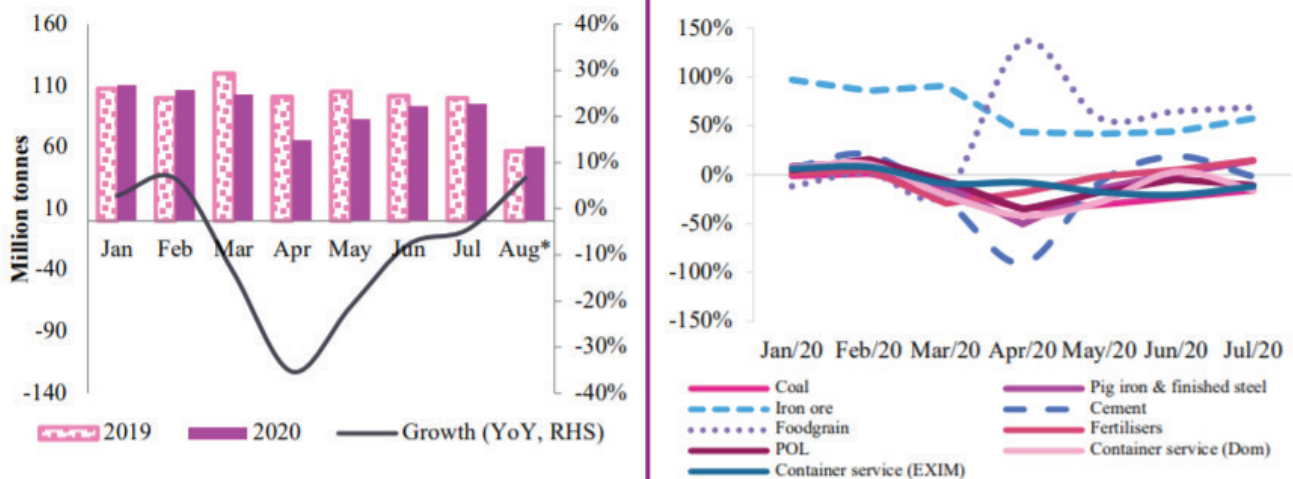 160
110
60
10
-40
-90
-140
Million tonnes
40%
30%
20%
10%
0%
-10%
-20%
-30%
-40%
Jan Feb Mar Apr May Jun Jul Aug*
2019 2020 Growth (YoY, RHS)
150%
100%
50%
0%
-50%
-100%
-150%
Jan/20 Feb/20 Mar/20 Apr/20 May/20 Jun/20 Jul/20
Coal Pig iron & finished steel
Iron ore Cement
Foodgrain Fertilisers
POL Container service (Dom)
Container service (EXIM)